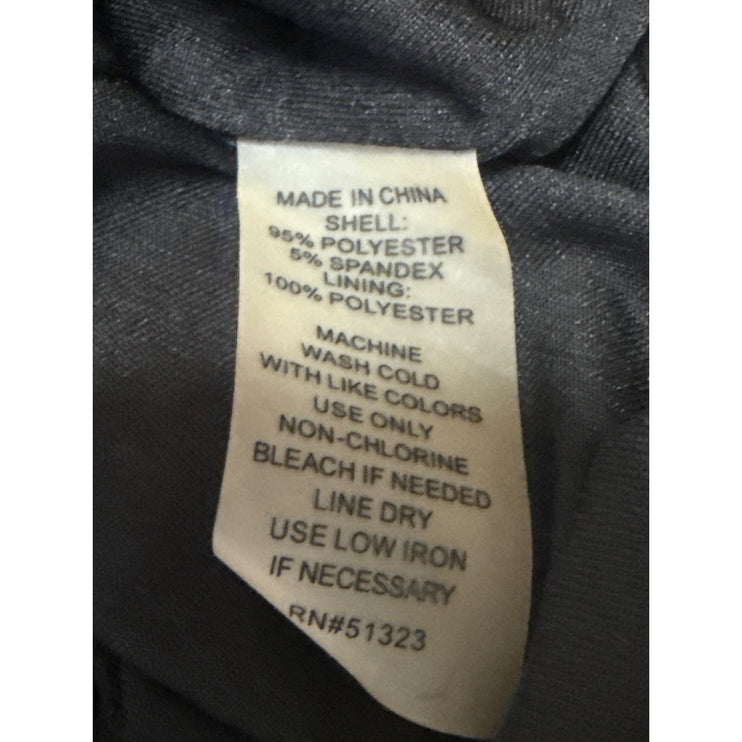 MADE IN CHINA
SHELL:
95% POLYESTER
5% SPANDEX
LINING:
100% POLYESTER
MACHINE
WASH COLD
WITH LIKE COLORS
USE ONLY
NON-CHLORINE
BLEACH IF NEEDED
LINE DRY
USE LOW IRON
IF NECESSARY
RN#51323